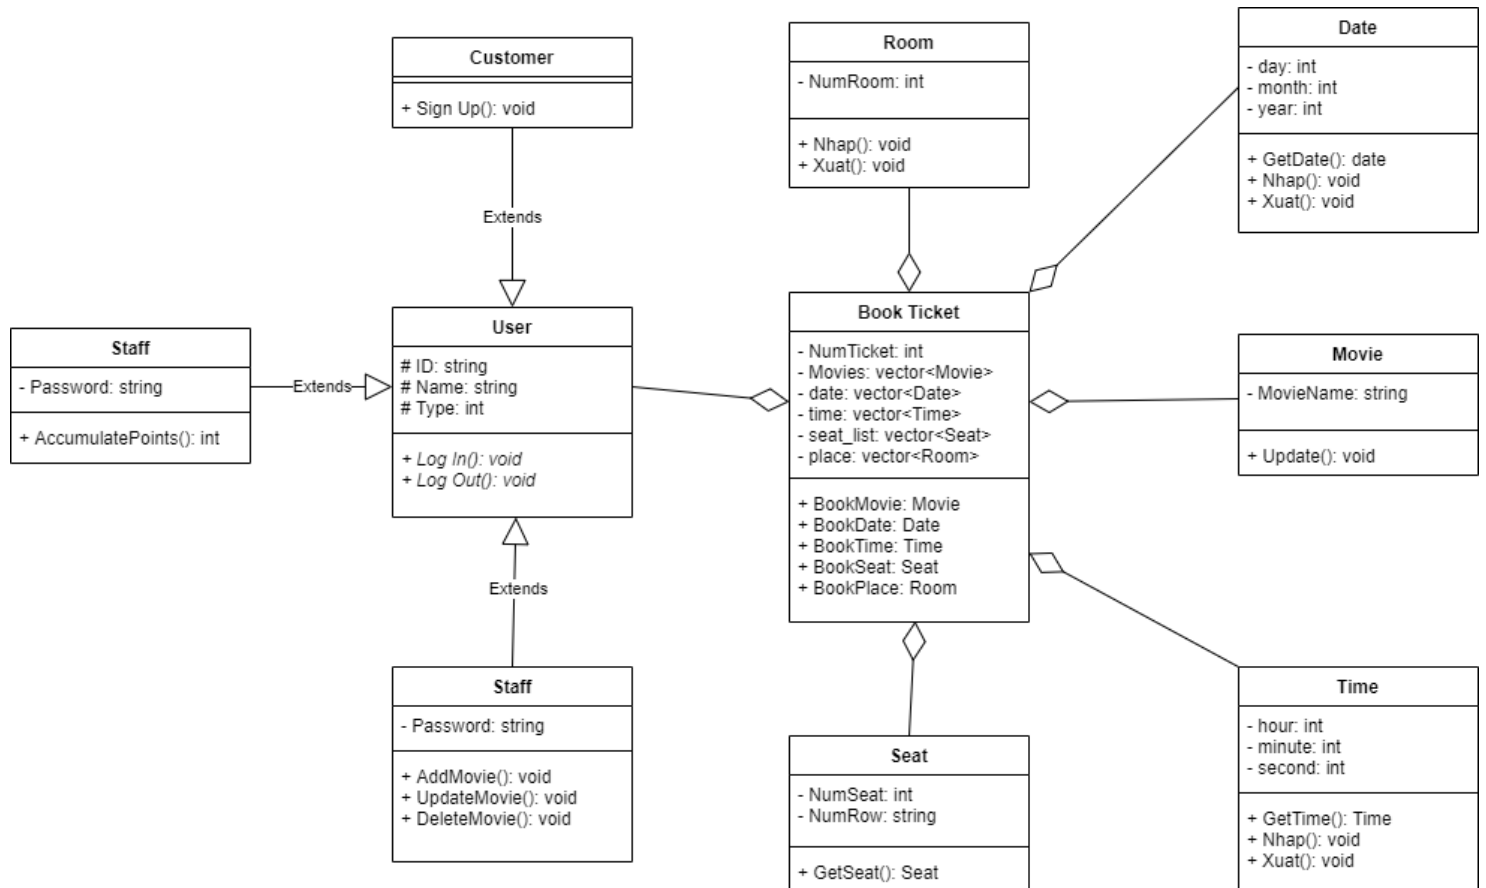 Customer
+ Sign Up(): void
Extends
Staff
- Password: string
+ AccumulatePoints(): int
Extends
User
# ID: string
# Name: string
# Type: int
+ Log In(): void
+ Log Out(): void
Extends
Staff
- Password: string
+ AddMovie(): void
+ UpdateMovie(): void
+ DeleteMovie(): void
Room
- NumRoom: int
+ Nhap(): void
+ Xuat(): void
Book Ticket
- NumTicket: int
- Movies: vector<Movie>
- date: vector<Date>
- time: vector<Time>
- seat_list: vector<Seat>
- place: vector<Room>
+ BookMovie: Movie
+ BookDate: Date
+ BookTime: Time
+ BookSeat: Seat
+ BookPlace: Room
Seat
- NumSeat: int
- NumRow: string
+ GetSeat(): Seat
Date
- day: int
- month: int
- year: int
+ GetDate(): date
+ Nhap(): void
+ Xuat(): void
Movie
- MovieName: string
+ Update(): void
Time
- hour: int
- minute: int
- second: int
+ GetTime(): Time
+ Nhap(): void
+ Xuat(): void